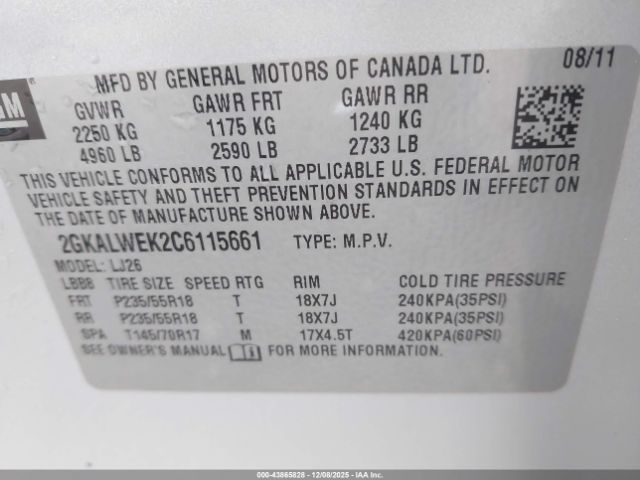 MFD BY GENERAL MOTORS OF CANADA LTD. 08/11
GM
GVWR GAWR FRT GAWR RR
2250 KG 1175 KG 1240 KG
4960 LB 2590 LB 2733 LB
THIS VEHICLE CONFORMS TO ALL APPLICABLE U.S. FEDERAL MOTOR
VEHICLE SAFETY AND THEFT PREVENTION STANDARDS IN EFFECT ON
THE DATE OF MANUFACTURE SHOWN ABOVE.
2GKALWEK2C6115661 TYPE: M.P.V.
MODEL: LJ26
LBB8 TIRE SIZE SPEED RTG RIM COLD TIRE PRESSURE
FRT P235/55R18 T 18X7J 240KPA(35PSI)
RR P235/55R18 T 18X7J 240KPA(35PSI)
SPA T145/70R17 M 17X4.5T 420KPA(60PSI)
SEE OWNER'S MANUAL FOR MORE INFORMATION.
000-43865828 - 12/08/2025 - IAAI.COM